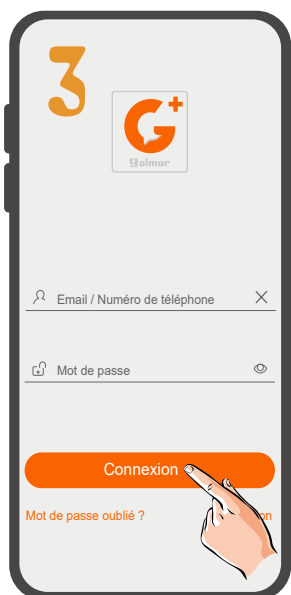 3
G+
golmar
Email / Numéro de téléphone
Mot de passe
Connexion
Mot de passe oublié ?